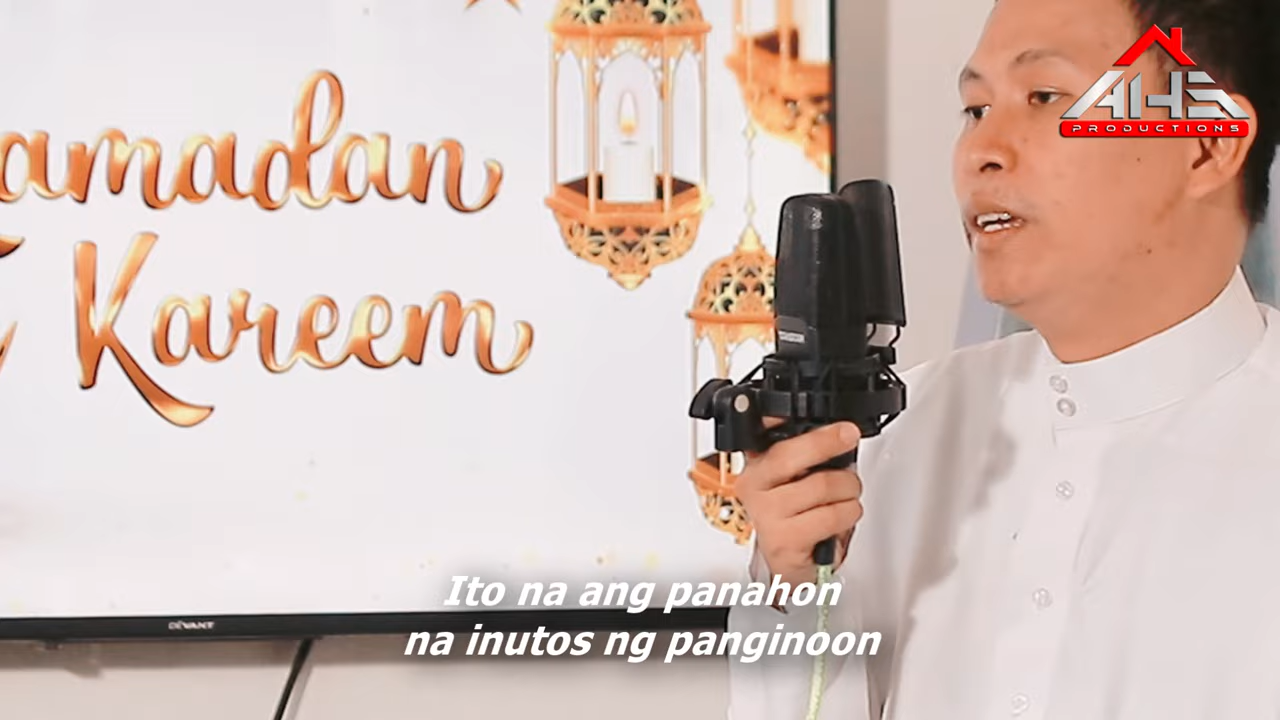 amadan
Kareem
AHS
PRODUCTIONS
DEVANT
Ito na ang panahon
na inutos ng panginoon